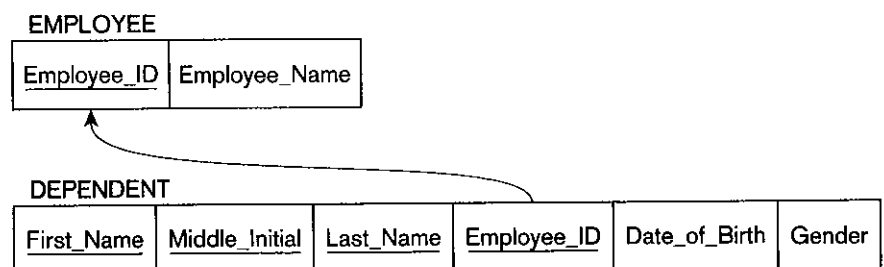 EMPLOYEE
Employee_ID Employee_Name
DEPENDENT
First_Name Middle_Initial Last_Name Employee_ID Date_of_Birth Gender